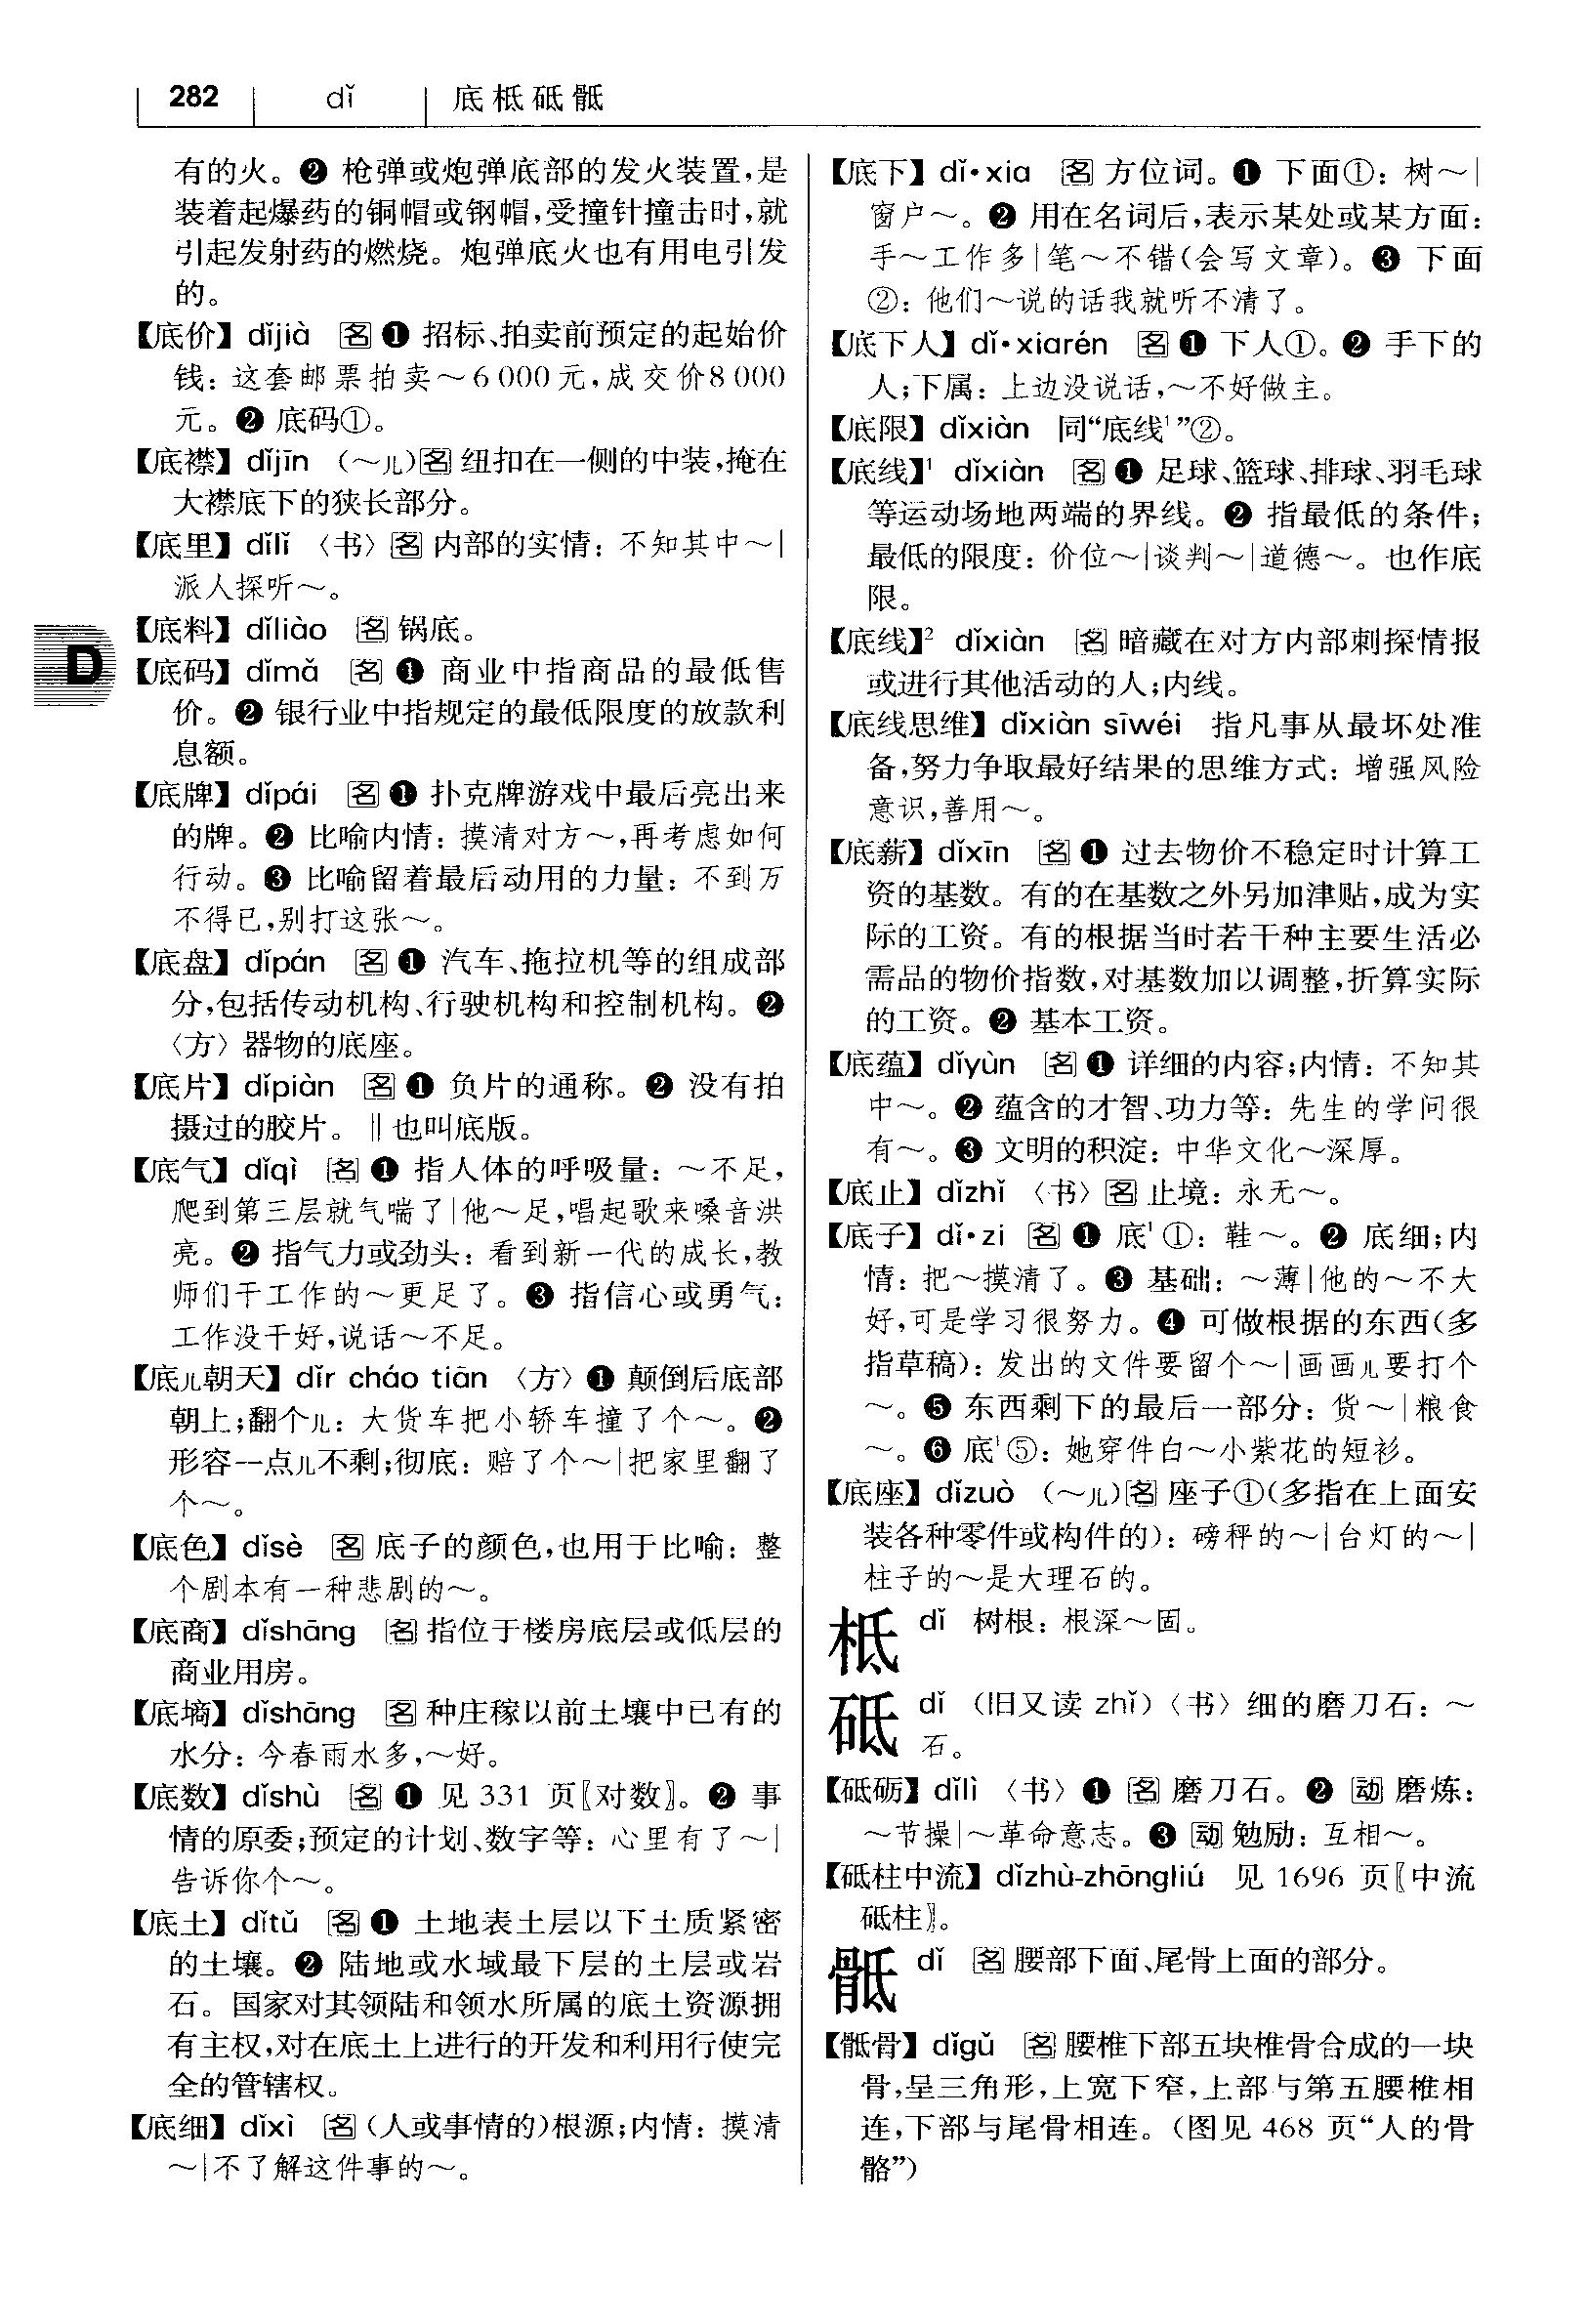 282 dǐ 底柢砥骶
有的火。❷ 枪弹或炮弹底部的发火装置,是
装着起爆药的铜帽或钢帽,受撞针撞击时,就
引起发射药的燃烧。炮弹底火也有用电引发
的。
【底价】dǐjià 名 ❶ 招标、拍卖前预定的起始价
钱:这套邮票拍卖～6 000元,成交价8 000
元。❷ 底码①。
【底襟】dǐjīn (～儿)名 纽扣在一侧的中装,掩在
大襟底下的狭长部分。
【底里】dǐlǐ 〈书〉名 内部的实情:不知其中～|
派人探听～。
【底料】dǐliào 名 锅底。
D
【底码】dǐmǎ 名 ❶ 商业中指商品的最低售
价。❷ 银行业中指规定的最低限度的放款利
息额。
【底牌】dǐpái 名 ❶ 扑克牌游戏中最后亮出来
的牌。❷ 比喻内情:摸清对方～,再考虑如何
行动。❸ 比喻留着最后动用的力量:不到万
不得已,别打这张～。
【底盘】dǐpán 名 ❶ 汽车、拖拉机等的组成部
分,包括传动机构、行驶机构和控制机构。❷
〈方〉器物的底座。
【底片】dǐpiàn 名 ❶ 负片的通称。❷ 没有拍
摄过的胶片。‖也叫底版。
【底气】dǐqì 名 ❶ 指人体的呼吸量:～不足,
爬到第三层就气喘了|他～足,唱起歌来嗓音洪
亮。❷ 指气力或劲头:看到新一代的成长,教
师们干工作的～更足了。❸ 指信心或勇气:
工作没干好,说话～不足。
【底儿朝天】dǐr cháo tiān 〈方〉❶ 颠倒后底部
朝上;翻个儿:大货车把小轿车撞了个～。❷
形容一点儿不剩;彻底:赔了个～|把家里翻了
个～。
【底色】dǐsè 名 底子的颜色,也用于比喻:整
个剧本有一种悲剧的～。
【底商】dǐshāng 名 指位于楼房底层或低层的
商业用房。
【底墒】dǐshāng 名 种庄稼以前土壤中已有的
水分:今春雨水多,～好。
【底数】dǐshù 名 ❶ 见 331 页〖对数〗。❷ 事
情的原委;预定的计划、数字等:心里有了～|
告诉你个～。
【底土】dǐtǔ 名 ❶ 土地表土层以下土质紧密
的土壤。❷ 陆地或水域最下层的土层或岩
石。国家对其领陆和领水所属的底土资源拥
有主权,对在底土上进行的开发和利用行使完
全的管辖权。
【底细】dǐxì 名 (人或事情的)根源;内情:摸清
～|不了解这件事的～。
【底下】dǐ·xia 名 方位词。❶ 下面①:树～|
窗户～。❷ 用在名词后,表示某处或某方面:
手～工作多|笔～不错(会写文章)。❸ 下面
②:他们～说的话我就听不清了。
【底下人】dǐ·xiarén 名 ❶ 下人①。❷ 手下的
人;下属:上边没说话,～不好做主。
【底限】dǐxiàn 同“底线¹”②。
【底线】¹ dǐxiàn 名 ❶ 足球、篮球、排球、羽毛球
等运动场地两端的界线。❷ 指最低的条件;
最低的限度:价位～|谈判～|道德～。也作底
限。
【底线】² dǐxiàn 名 暗藏在对方内部刺探情报
或进行其他活动的人;内线。
【底线思维】dǐxiàn sīwéi 指凡事从最坏处准
备,努力争取最好结果的思维方式:增强风险
意识,善用～。
【底薪】dǐxīn 名 ❶ 过去物价不稳定时计算工
资的基数。有的在基数之外另加津贴,成为实
际的工资。有的根据当时若干种主要生活必
需品的物价指数,对基数加以调整,折算实际
的工资。❷ 基本工资。
【底蕴】dǐyùn 名 ❶ 详细的内容;内情:不知其
中～。❷ 蕴含的才智、功力等:先生的学问很
有～。❸ 文明的积淀:中华文化～深厚。
【底止】dǐzhǐ 〈书〉名 止境:永无～。
【底子】dǐ·zi 名 ❶ 底¹①:鞋～。❷ 底细;内
情:把～摸清了。❸ 基础:～薄|他的～不大
好,可是学习很努力。❹ 可做根据的东西(多
指草稿):发出的文件要留个～|画画儿要打个
～。❺ 东西剩下的最后一部分:货～|粮食
～。❻ 底¹⑤:她穿件白～小紫花的短衫。
【底座】dǐzuò (～儿)名 座子①(多指在上面安
装各种零件或构件的):磅秤的～|台灯的～|
柱子的～是大理石的。
柢 dǐ 树根:根深～固。
砥 dǐ (旧又读 zhǐ)〈书〉细的磨刀石:～
石。
【砥砺】dǐlì 〈书〉❶ 名 磨刀石。❷ 动 磨炼:
～节操|～革命意志。❸ 动 勉励:互相～。
【砥柱中流】dǐzhù-zhōngliú 见 1696 页〖中流
砥柱〗。
骶 dǐ 名 腰部下面、尾骨上面的部分。
【骶骨】dǐgǔ 名 腰椎下部五块椎骨合成的一块
骨,呈三角形,上宽下窄,上部与第五腰椎相
连,下部与尾骨相连。(图见 468 页“人的骨
骼”)